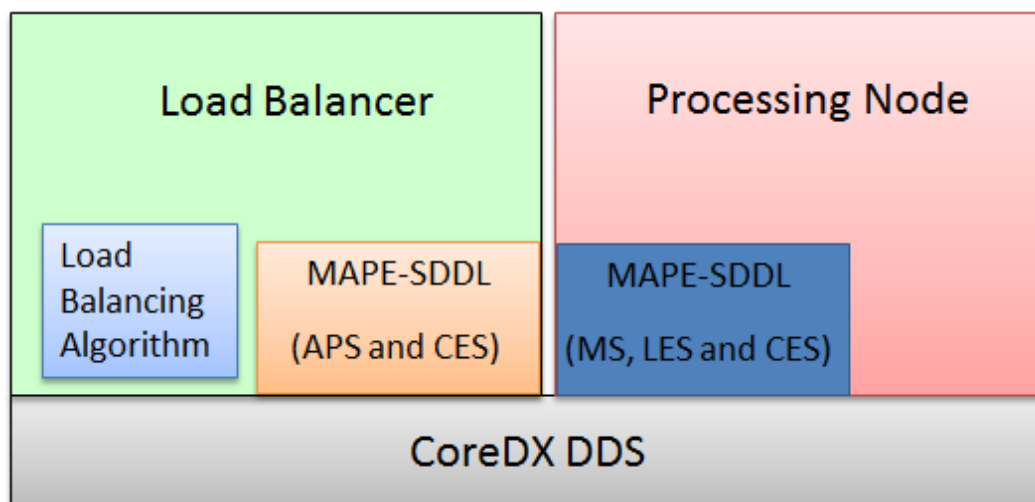 Load Balancer
Processing Node
Load
Balancing
Algorithm
MAPE-SDDL
(APS and CES)
MAPE-SDDL
(MS, LES and CES)
CoreDX DDS